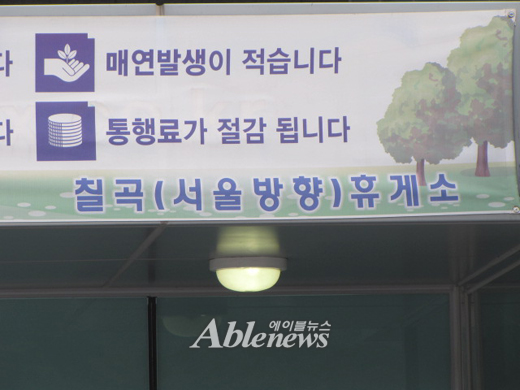 다 매연발생이 적습니다
다 통행료가 절감 됩니다
칠곡(서울방향)휴게소
에이블뉴스
Ablenews